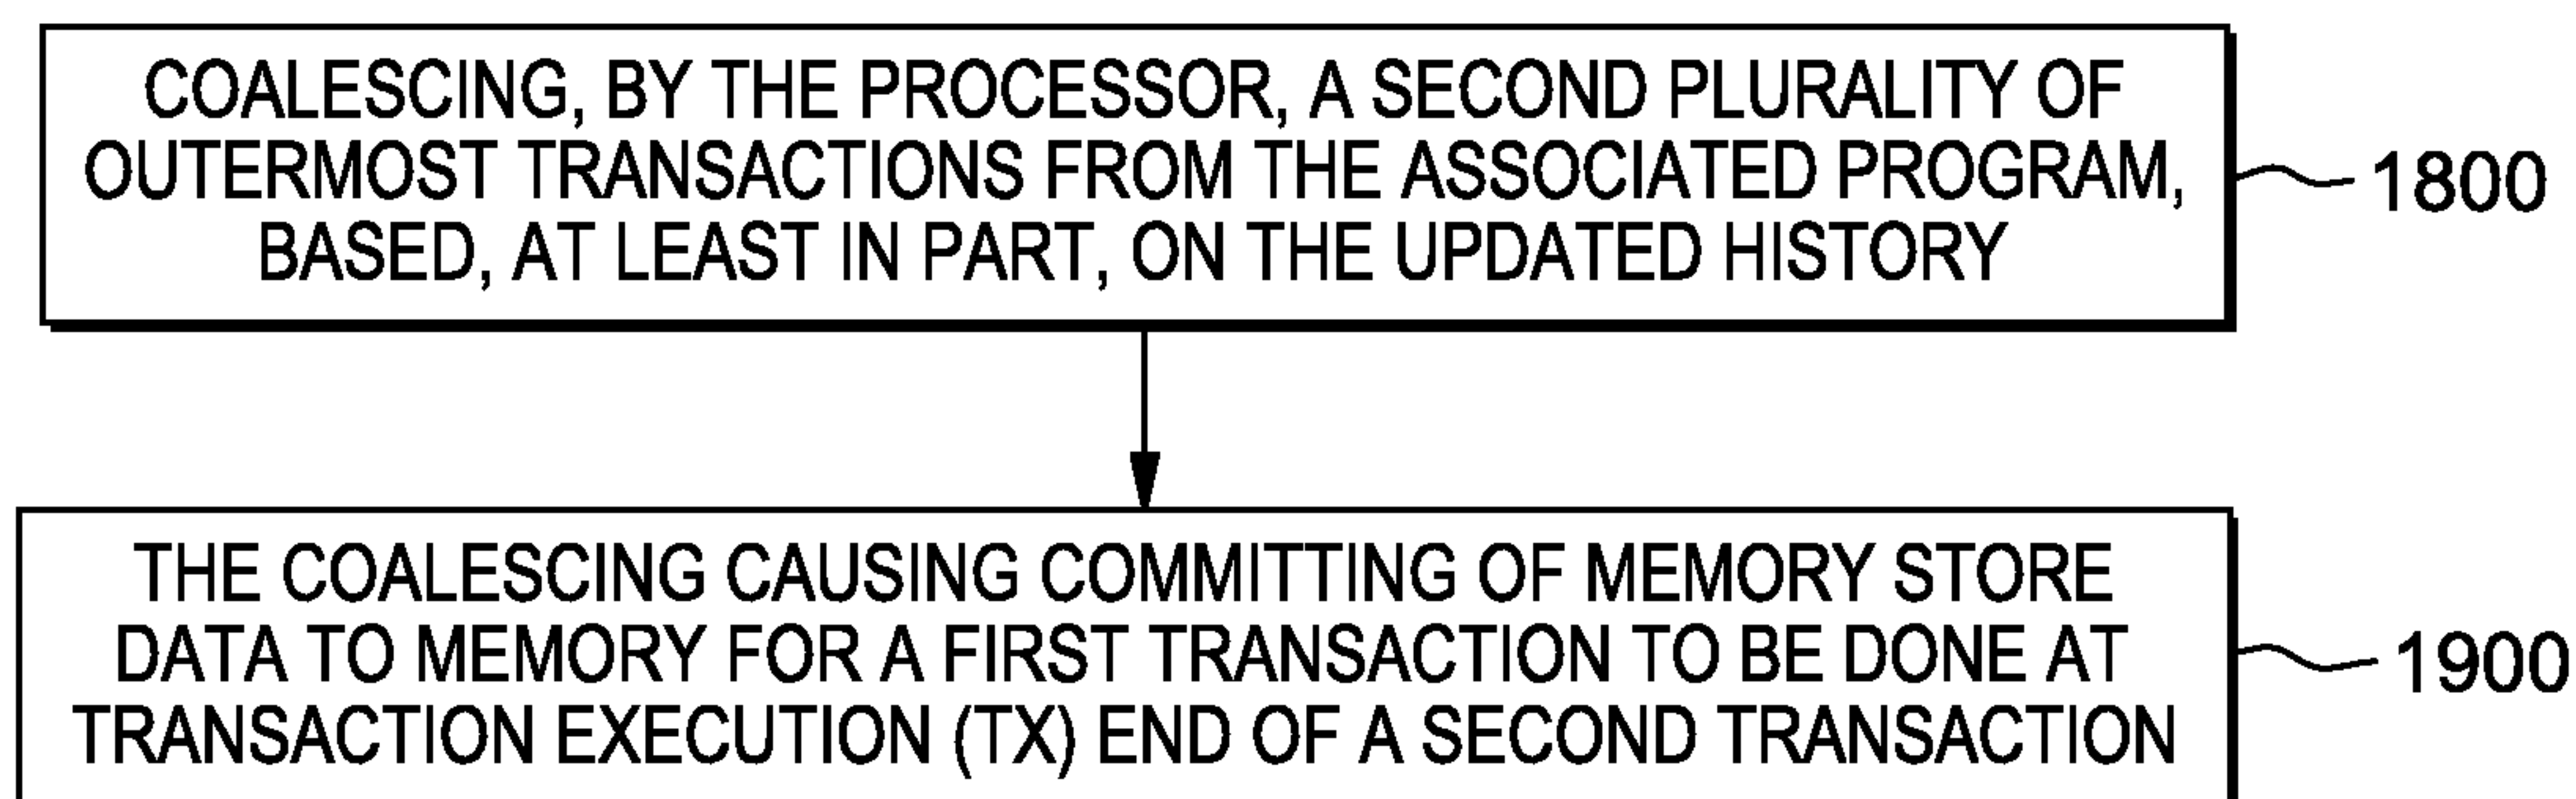 COALESCING, BY THE PROCESSOR, A SECOND PLURALITY OF
OUTERMOST TRANSACTIONS FROM THE ASSOCIATED PROGRAM,
BASED, AT LEAST IN PART, ON THE UPDATED HISTORY
1800
THE COALESCING CAUSING COMMITTING OF MEMORY STORE
DATA TO MEMORY FOR A FIRST TRANSACTION TO BE DONE AT
TRANSACTION EXECUTION (TX) END OF A SECOND TRANSACTION
1900